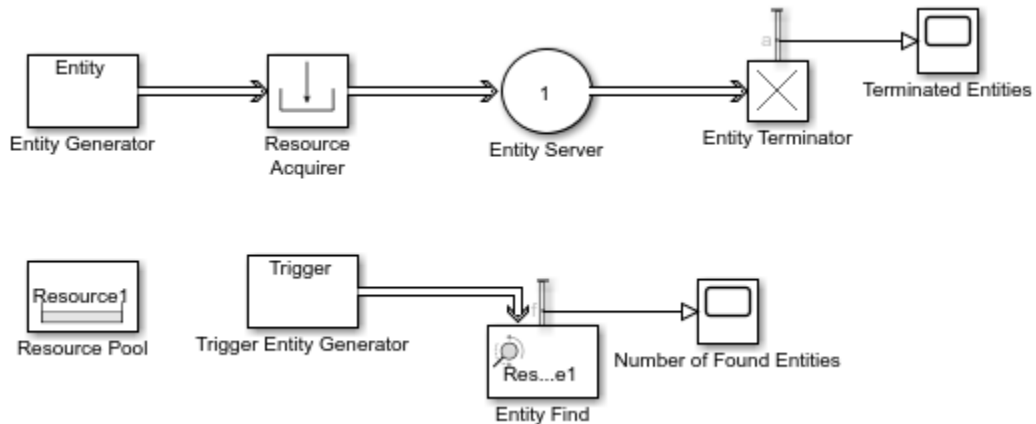 Entity
Entity Generator
Resource
Acquirer
1
Entity Server
a
Entity Terminator
Terminated Entities
Resource1
Resource Pool
Trigger
Trigger Entity Generator
f
Res...e1
Entity Find
Number of Found Entities